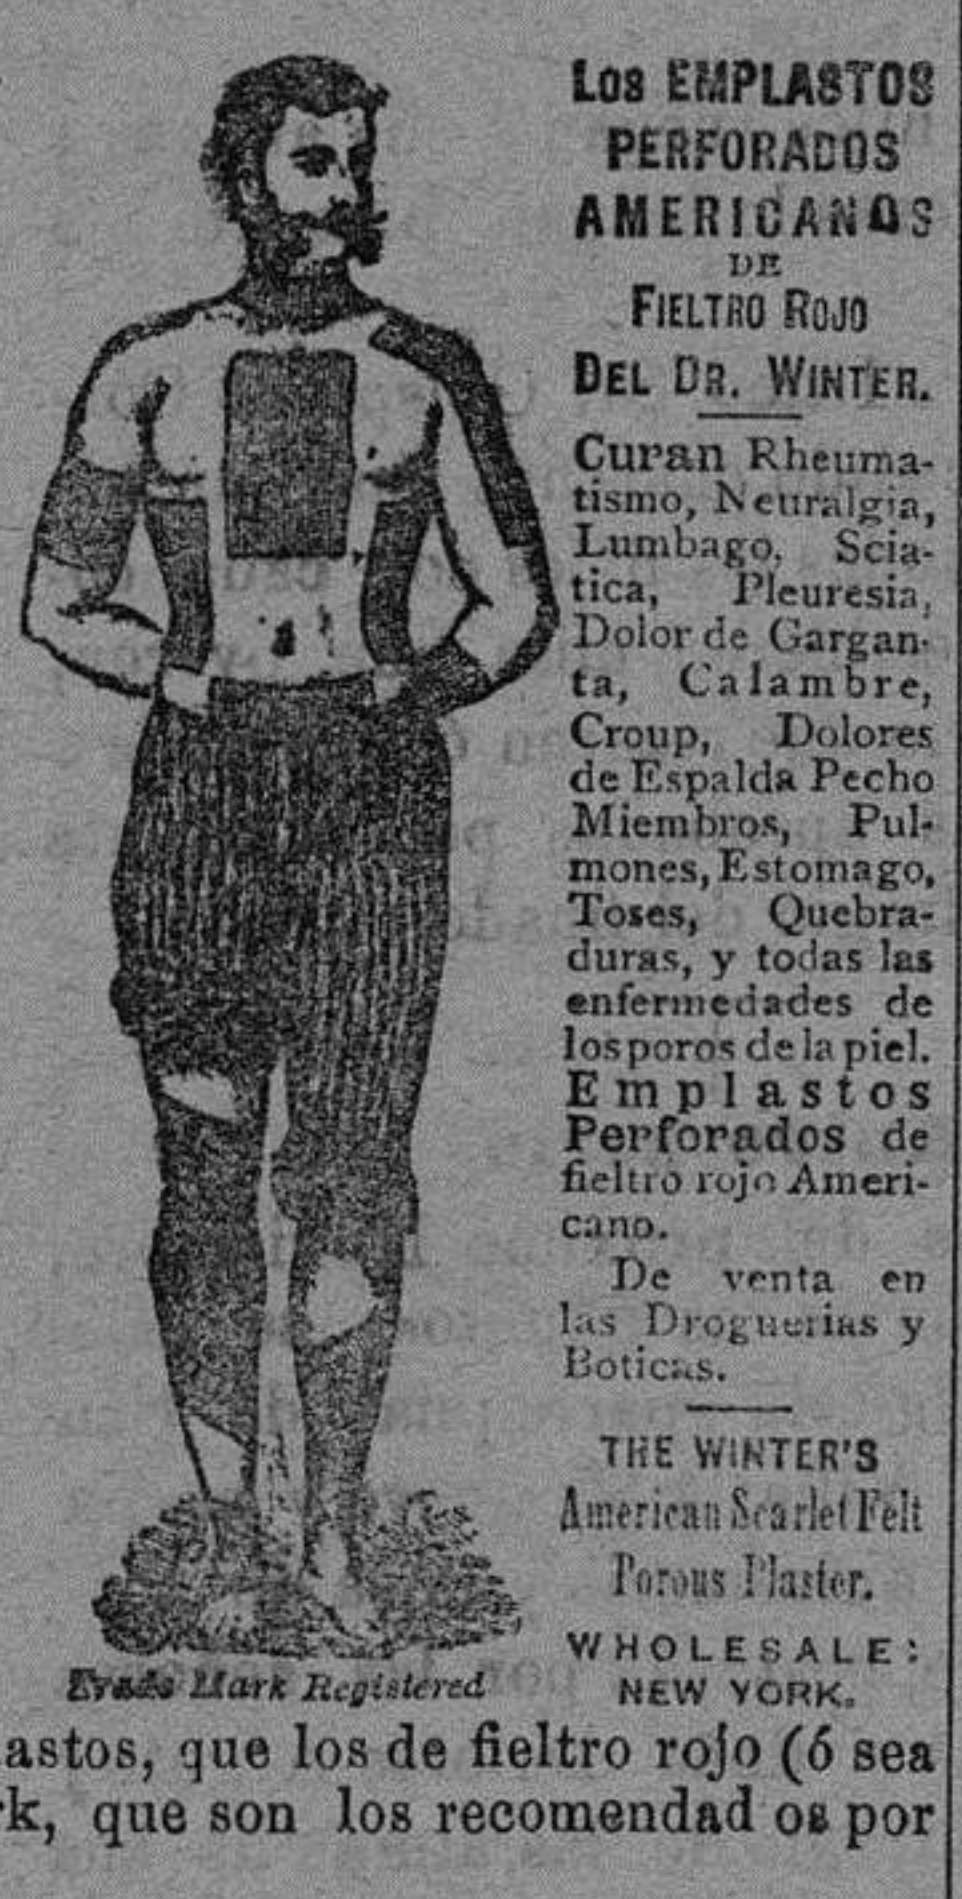 Los EMPLASTOS
PERFORADOS
AMERICANOS
DE
FIELTRO ROJO
DEL DR. WINTER.
Curan Rheuma-
tismo, Neuralgia,
Lumbago, Scia-
tica, Pleuresia,
Dolor de Gargan-
ta, Calambre,
Croup, Dolores
de Espalda Pecho
Miembros, Pul-
mones, Estomago,
Toses, Quebra-
duras, y todas las
enfermedades de
los poros de la piel.
Emplastos
Perforados de
fieltro rojo Ameri-
cano.
De venta en
las Droguerias y
Boticas.
THE WINTER'S
American Scarlet Felt
Porous Plaster.
WHOLESALE:
NEW YORK.
Trade Mark Registered
lastos, que los de fieltro rojo (ó sea
k, que son los recomendad os por